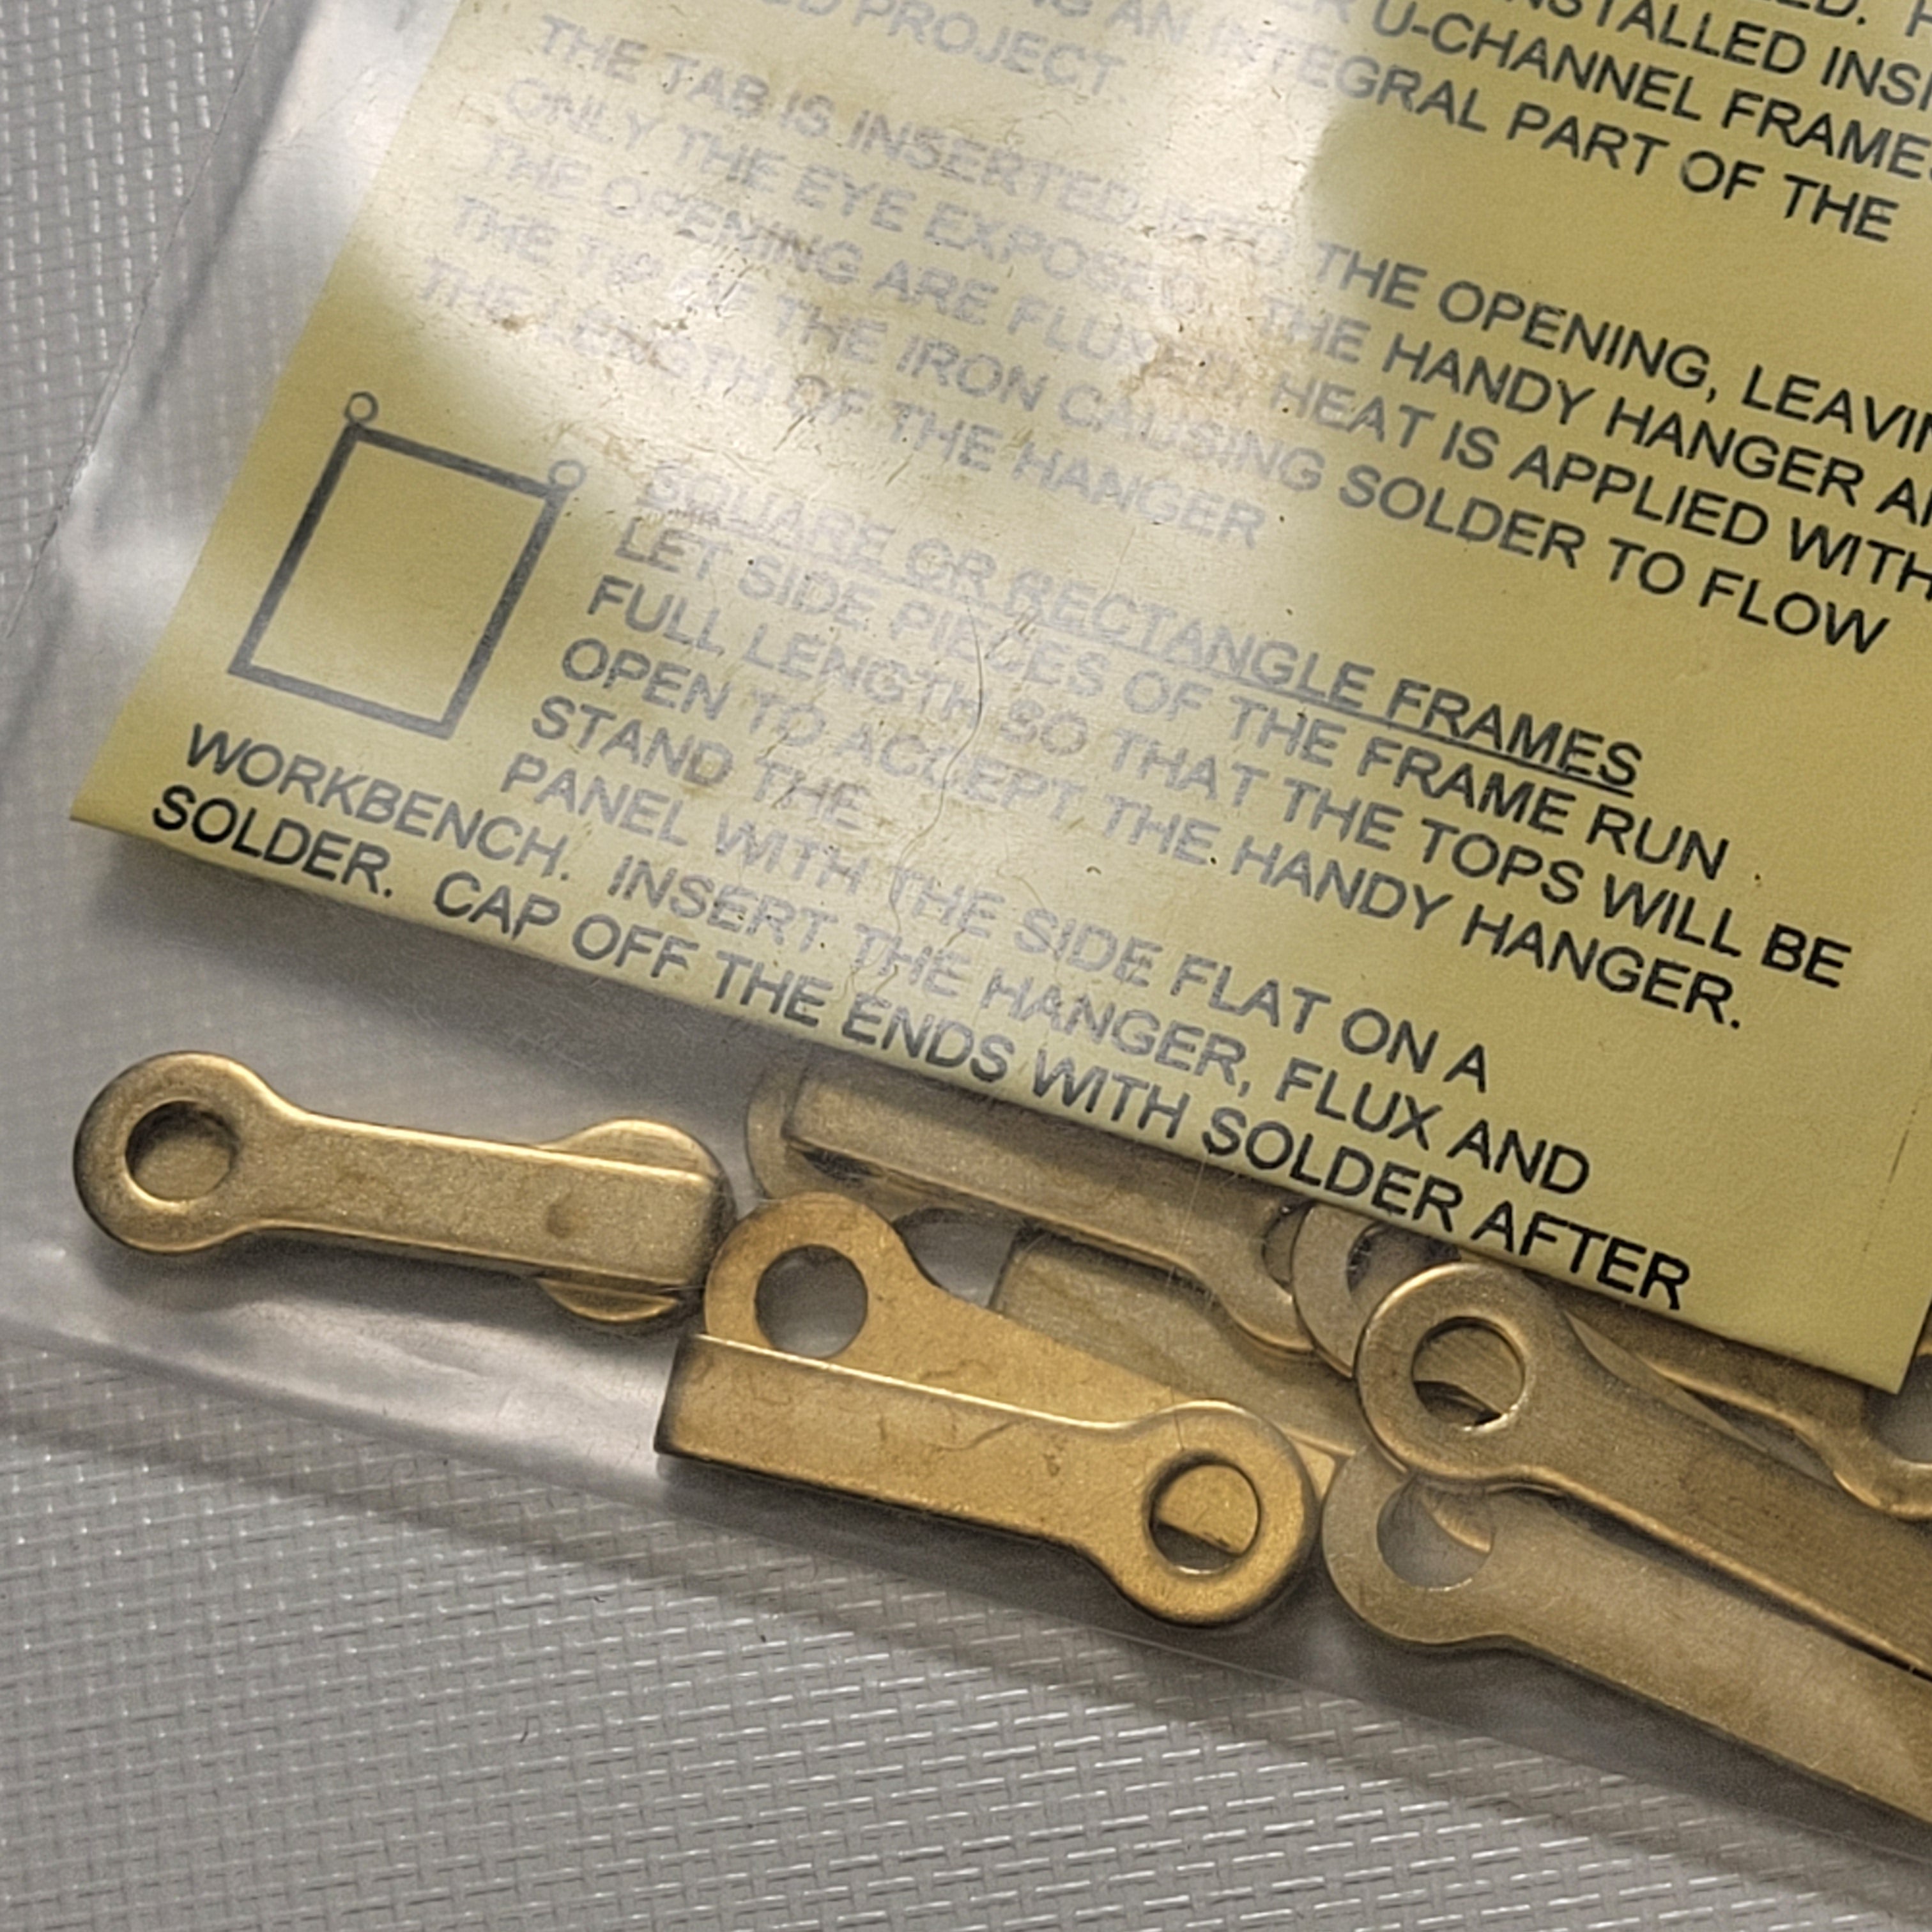 INSTALLED INSI
U-CHANNEL FRAMES
AN INTEGRAL PART OF THE
PROJECT
THE TAB IS INSERTED INTO THE OPENING, LEAVIN
ONLY THE EYE EXPOSED. THE HANDY HANGER A
THE OPENING ARE FLUXED. HEAT IS APPLIED WITH
THE TIP OF THE IRON CAUSING SOLDER TO FLOW
THE LENGTH OF THE HANGER
SQUARE OR RECTANGLE FRAMES
LET SIDE PIECES OF THE FRAME RUN
FULL LENGTH SO THAT THE TOPS WILL BE
OPEN TO ACCEPT THE HANDY HANGER.
STAND THE
PANEL WITH THE SIDE FLAT ON A
WORKBENCH. INSERT THE HANGER, FLUX AND
SOLDER. CAP OFF THE ENDS WITH SOLDER AFTER